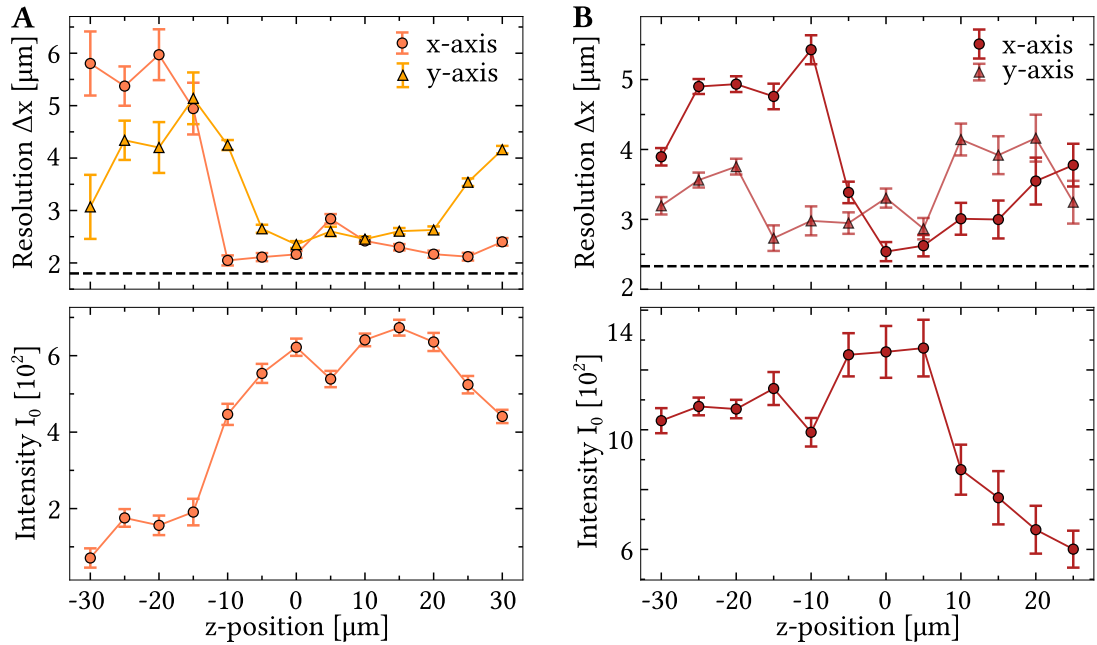 A
Resolution Δx [μm]
6
5
4
3
2
x-axis
y-axis
Intensity I₀ [10²]
6
4
2
-30 -20 -10 0 10 20 30
z-position [μm]
B
Resolution Δx [μm]
5
4
3
2
x-axis
y-axis
Intensity I₀ [10²]
14
10
6
-30 -20 -10 0 10 20
z-position [μm]